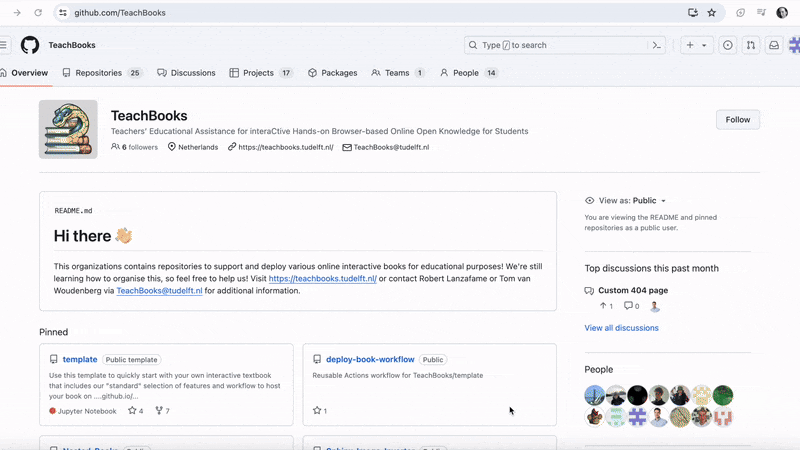 github.com/TeachBooks
TeachBooks
Type / to search
Overview
Repositories 25
Discussions
Projects 17
Packages
Teams 1
People 14
TeachBooks
Teachers' Educational Assistance for interaCtive Hands-on Browser-based Online Open Knowledge for Students
6 followers
Netherlands
https://teachbooks.tudelft.nl/
TeachBooks@tudelft.nl
Follow
README.md
Hi there 👋
This organizations contains repositories to support and deploy various online interactive books for educational purposes! We're still
learning how to organise this, so feel free to help us! Visit https://teachbooks.tudelft.nl/ or contact Robert Lanzafame or Tom van
Woudenberg via TeachBooks@tudelft.nl for additional information.
View as: Public
You are viewing the README and pinned
repositories as a public user.
Top discussions this past month
Custom 404 page
1
0
View all discussions
People
Pinned
template Public template
Use this template to quickly start with your own interactive textbook
that includes our "standard" selection of features and workflow to host
your book on ....github.io/...
Jupyter Notebook 4 7
deploy-book-workflow Public
Reusable Actions workflow for TeachBooks/template
1